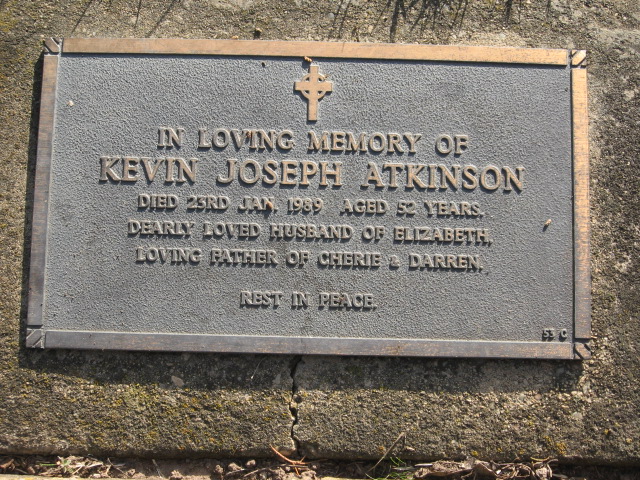 IN LOVING MEMORY OF
KEVIN JOSEPH ATKINSON
DIED 23RD JAN. 1989 AGED 52 YEARS.
DEARLY LOVED HUSBAND OF ELIZABETH,
LOVING FATHER OF CHERIE & DARREN.
REST IN PEACE.
53 C